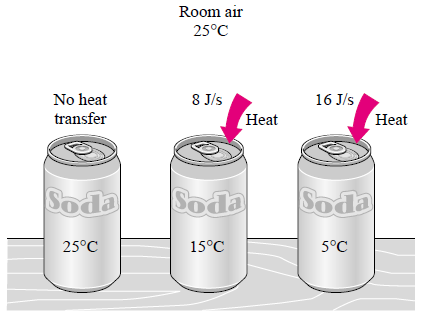 Room air
25°C
No heat
transfer
8 J/s
Heat
16 J/s
Heat
Soda
Soda
Soda
25°C
15°C
5°C